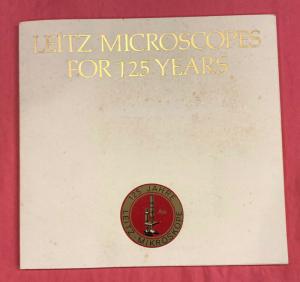 LEITZ MICROSCOPES
FOR 125 YEARS
125 JAHRE
LEITZ-MIKROSKOPE